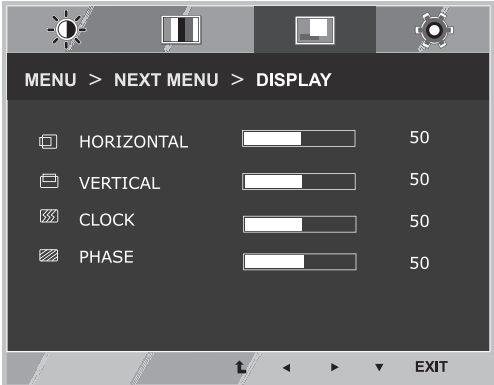 MENU > NEXT MENU > DISPLAY
HORIZONTAL 50
VERTICAL 50
CLOCK 50
PHASE 50
EXIT